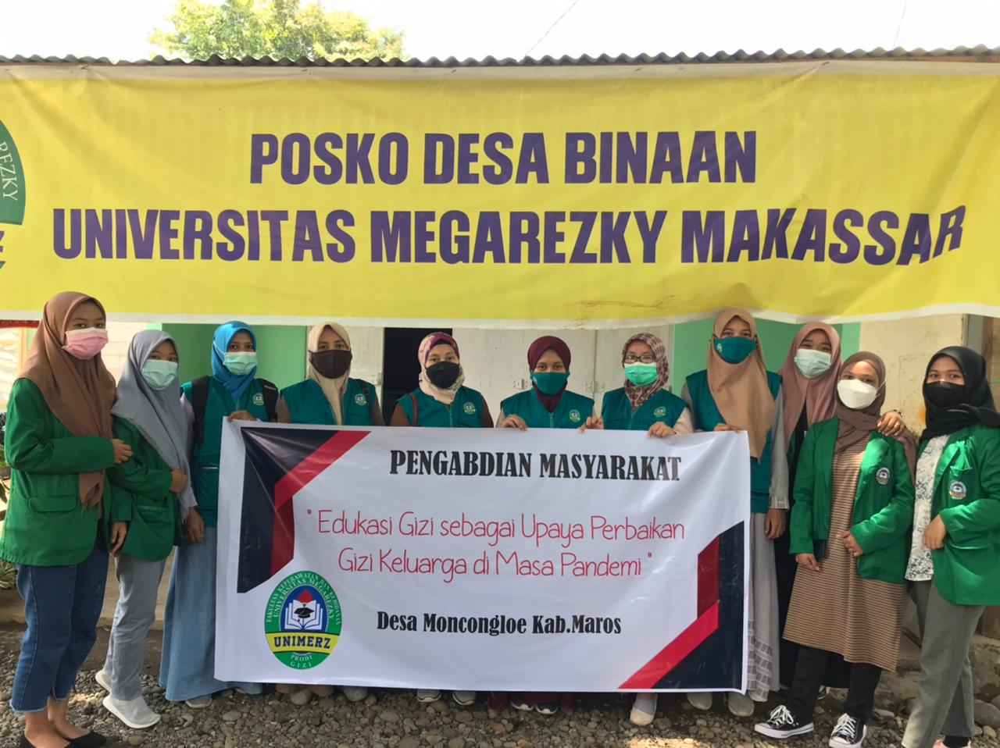 REZKY
POSKO DESA BINAAN
UNIVERSITAS MEGAREZKY MAKASSAR
PENGABDIAN MASYARAKAT
" Edukasi Gizi sebagai Upaya Perbaikan
Gizi Keluarga di Masa Pandemi "
Desa Moncongloe Kab.Maros
FAKULTAS KEPERAWATAN DAN KEBIDANAN
UNIVERSITAS MEGAREZKY
UNIMERZ
PRODI
GIZI